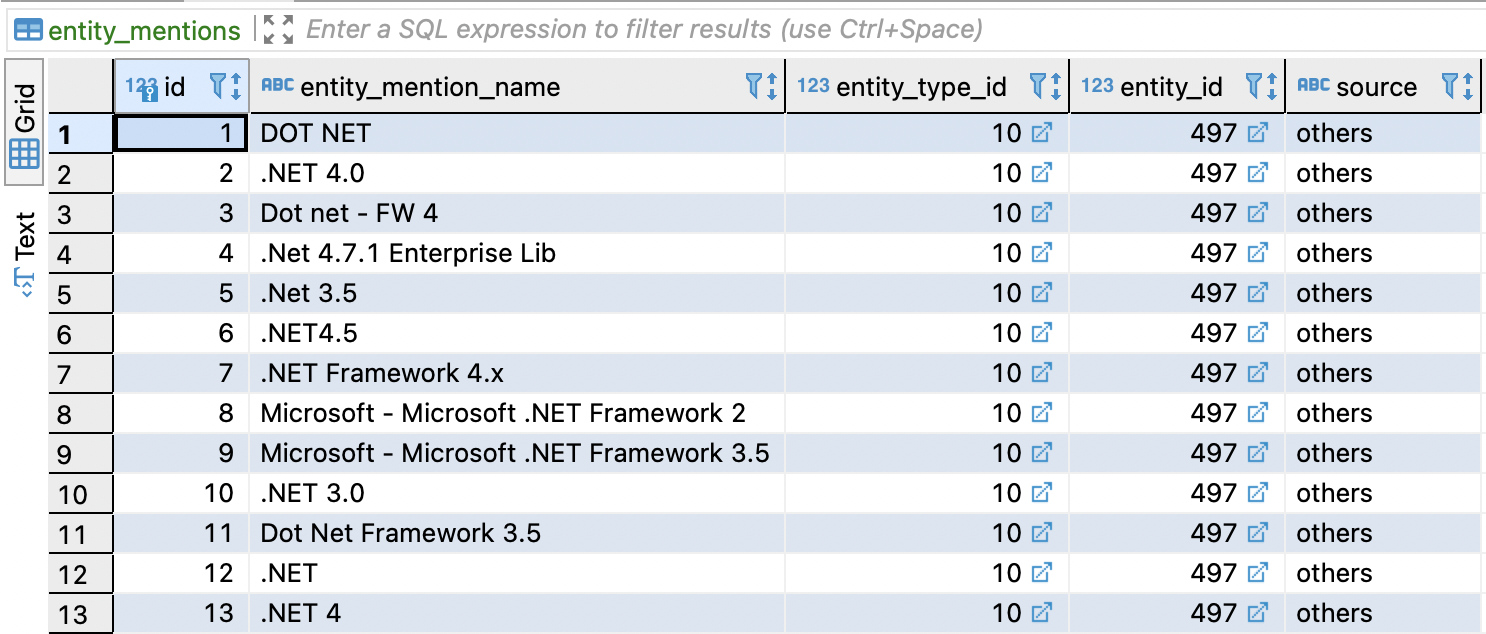 entity_mentions Enter a SQL expression to filter results (use Ctrl+Space)
Grid
Text
123 id ABC entity_mention_name 123 entity_type_id 123 entity_id ABC source
1 1 DOT NET 10 497 others
2 2 .NET 4.0 10 497 others
3 3 Dot net - FW 4 10 497 others
4 4 .Net 4.7.1 Enterprise Lib 10 497 others
5 5 .Net 3.5 10 497 others
6 6 .NET4.5 10 497 others
7 7 .NET Framework 4.x 10 497 others
8 8 Microsoft - Microsoft .NET Framework 2 10 497 others
9 9 Microsoft - Microsoft .NET Framework 3.5 10 497 others
10 10 .NET 3.0 10 497 others
11 11 Dot Net Framework 3.5 10 497 others
12 12 .NET 10 497 others
13 13 .NET 4 10 497 others